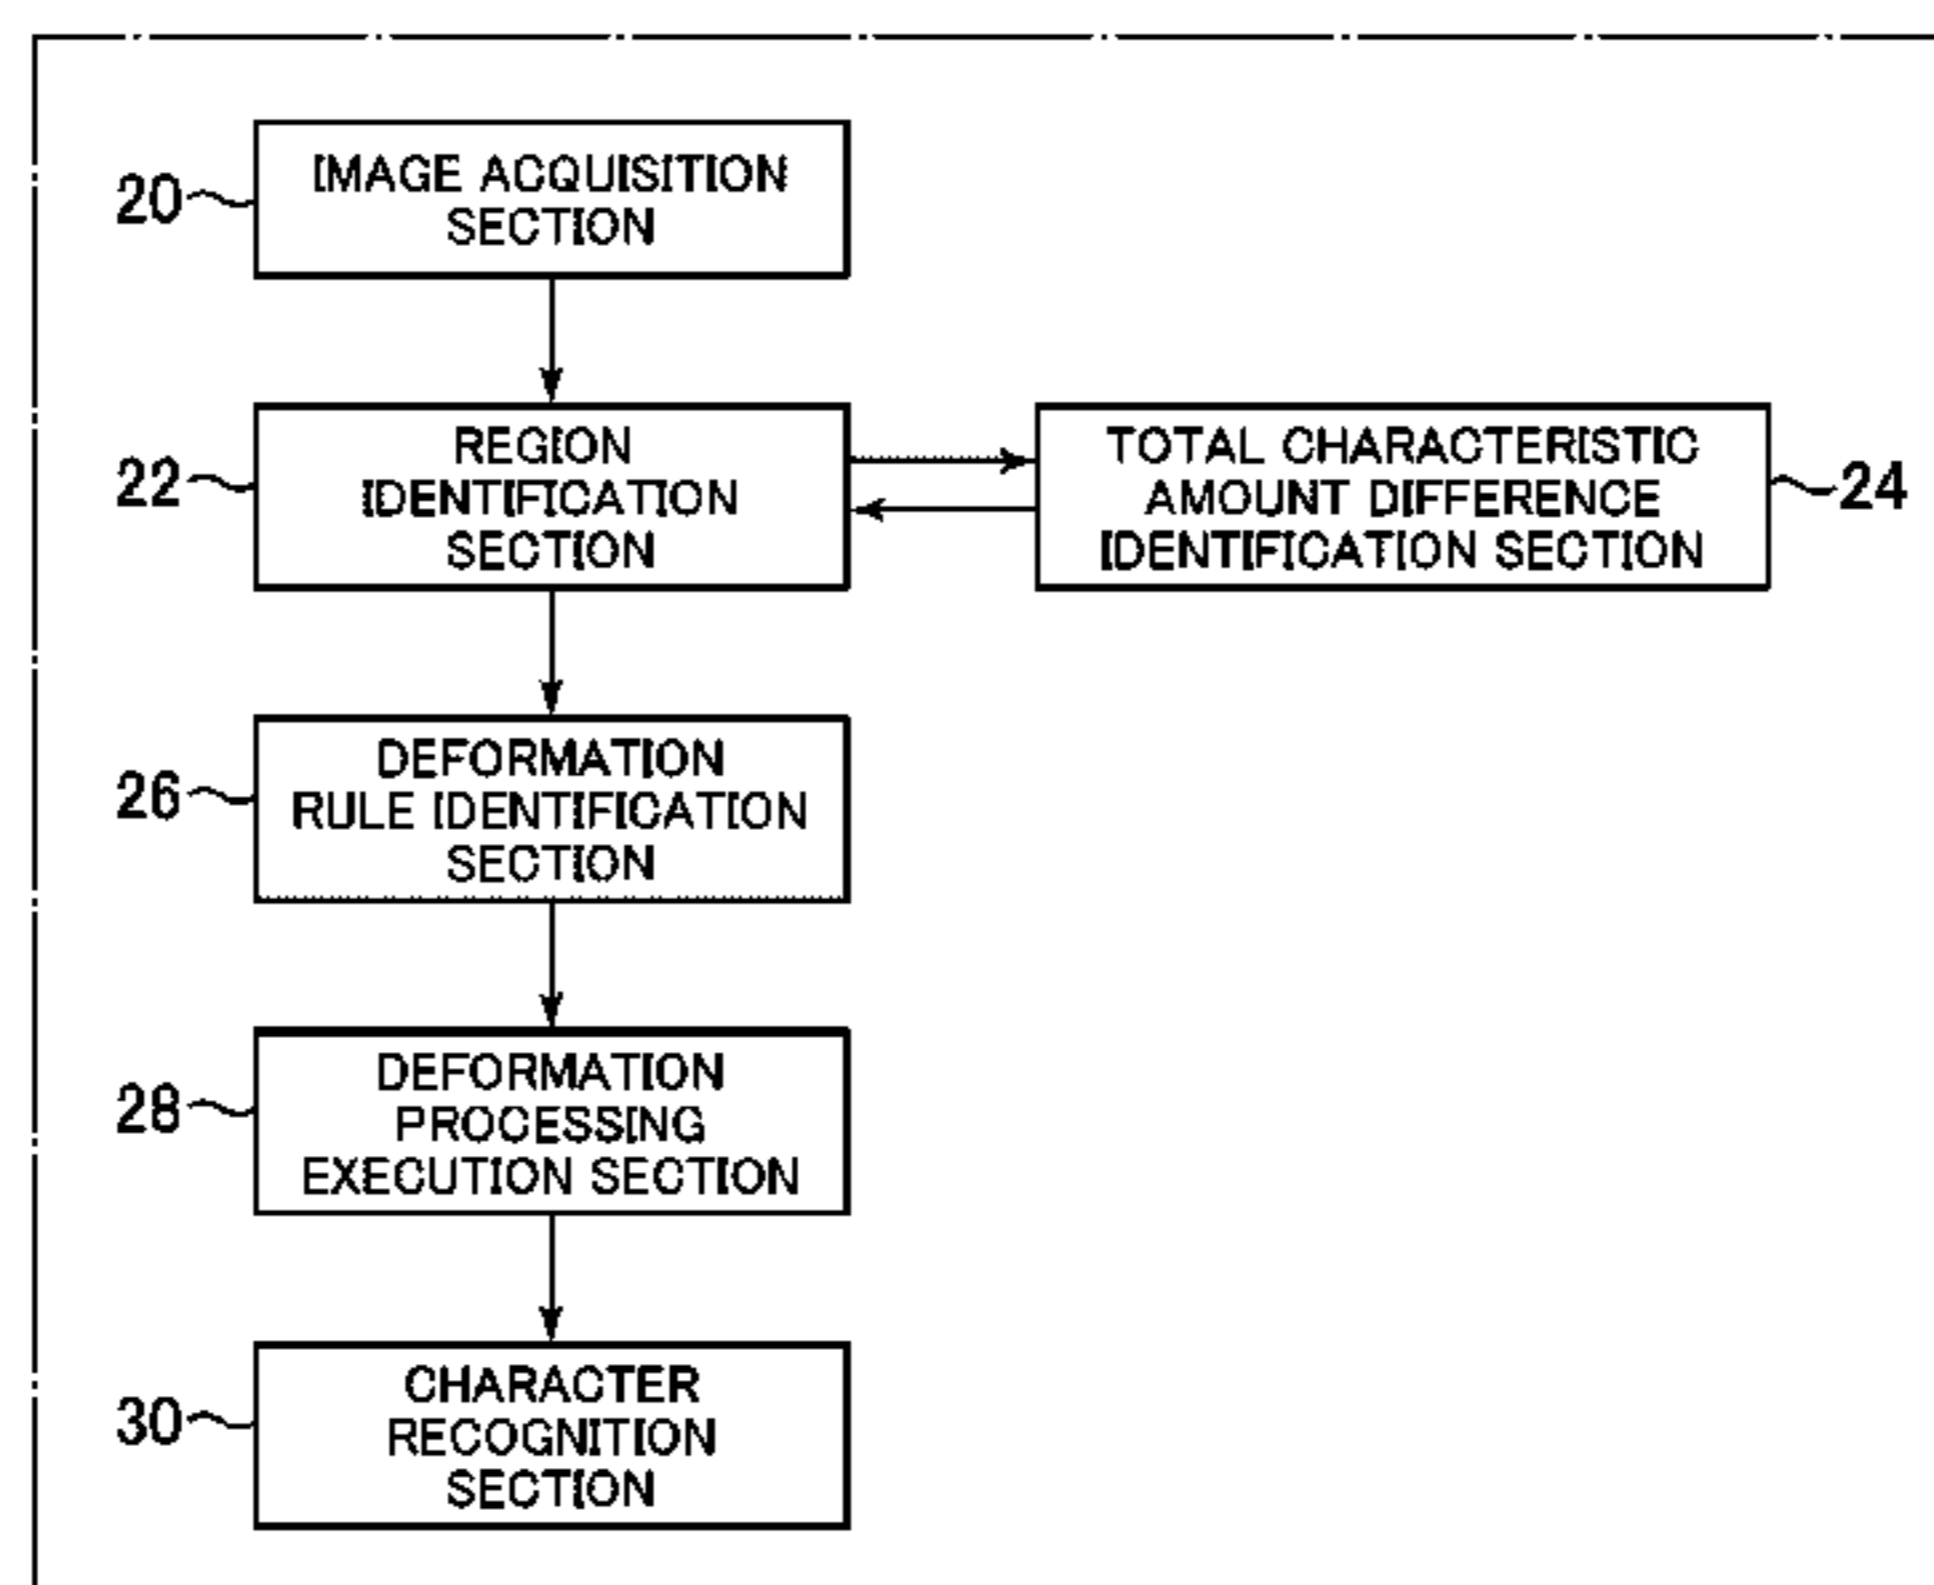 20
IMAGE ACQUISITION
SECTION
22
REGION
IDENTIFICATION
SECTION
TOTAL CHARACTERISTIC
AMOUNT DIFFERENCE
IDENTIFICATION SECTION
24
26
DEFORMATION
RULE IDENTIFICATION
SECTION
28
DEFORMATION
PROCESSING
EXECUTION SECTION
30
CHARACTER
RECOGNITION
SECTION